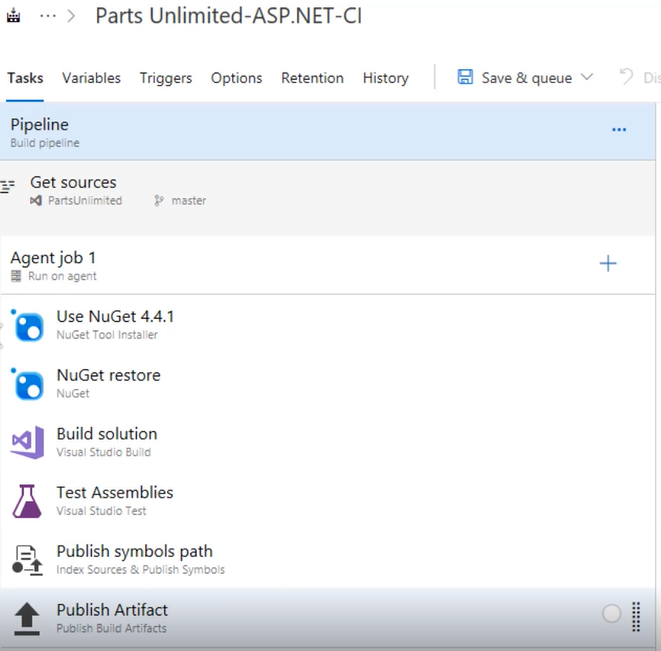 ... > Parts Unlimited-ASP.NET-CI
Tasks Variables Triggers Options Retention History Save & queue
Pipeline ...
Build pipeline
Get sources
PartsUnlimited master
Agent job 1 +
Run on agent
Use NuGet 4.4.1
NuGet Tool Installer
NuGet restore
NuGet
Build solution
Visual Studio Build
Test Assemblies
Visual Studio Test
Publish symbols path
Index Sources & Publish Symbols
Publish Artifact
Publish Build Artifacts